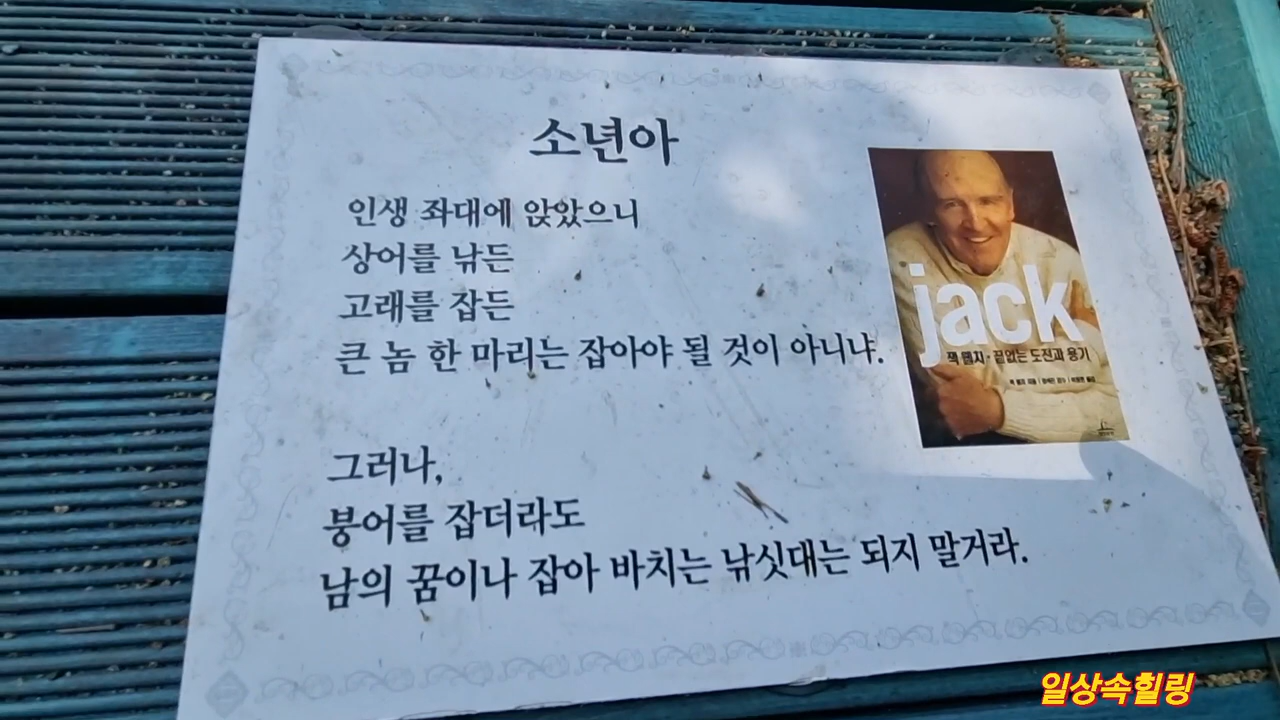 소년아
인생 좌대에 앉았으니
상어를 낚든
고래를 잡든
큰 놈 한 마리는 잡아야 될 것이 아니냐.
그러나,
붕어를 잡더라도
남의 꿈이나 잡아 바치는 낚싯대는 되지 말거라.
jack
잭 웰치·끝없는 도전과 용기
일상속힐링